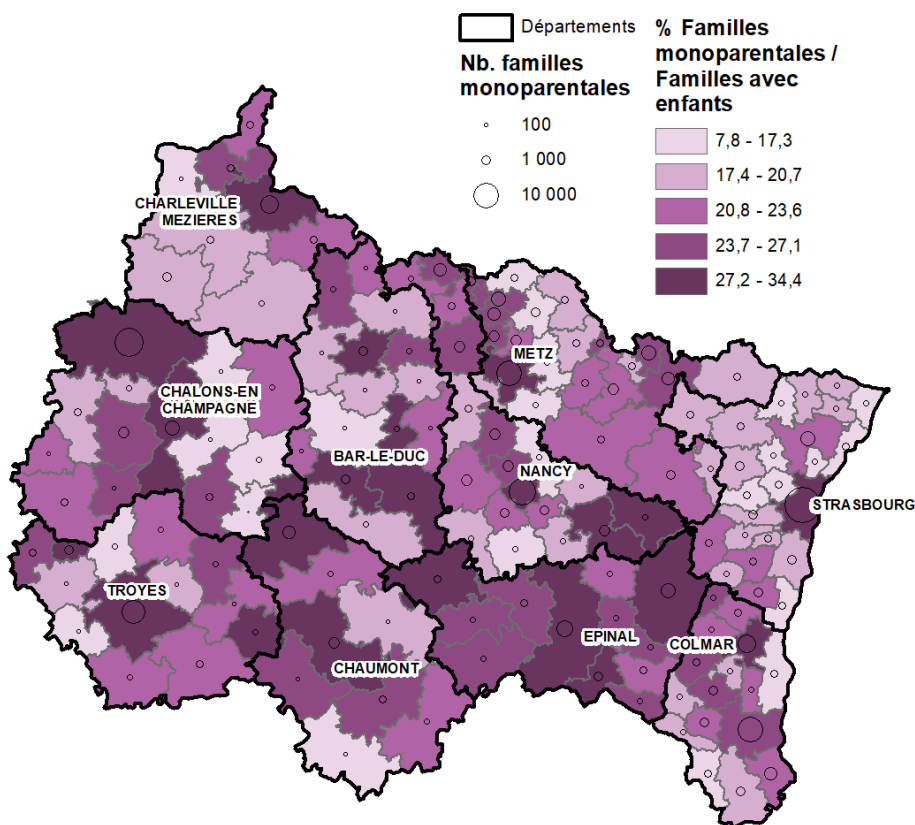 Départements
Nb. familles
monoparentales
100
1 000
10 000
% Familles
monoparentales /
Familles avec
enfants
7,8 - 17,3
17,4 - 20,7
20,8 - 23,6
23,7 - 27,1
27,2 - 34,4
CHARLEVILLE
MEZIERES
METZ
CHALONS-EN
CHAMPAGNE
BAR-LE-DUC
NANCY
STRASBOURG
TROYES
EPINAL
COLMAR
CHAUMONT